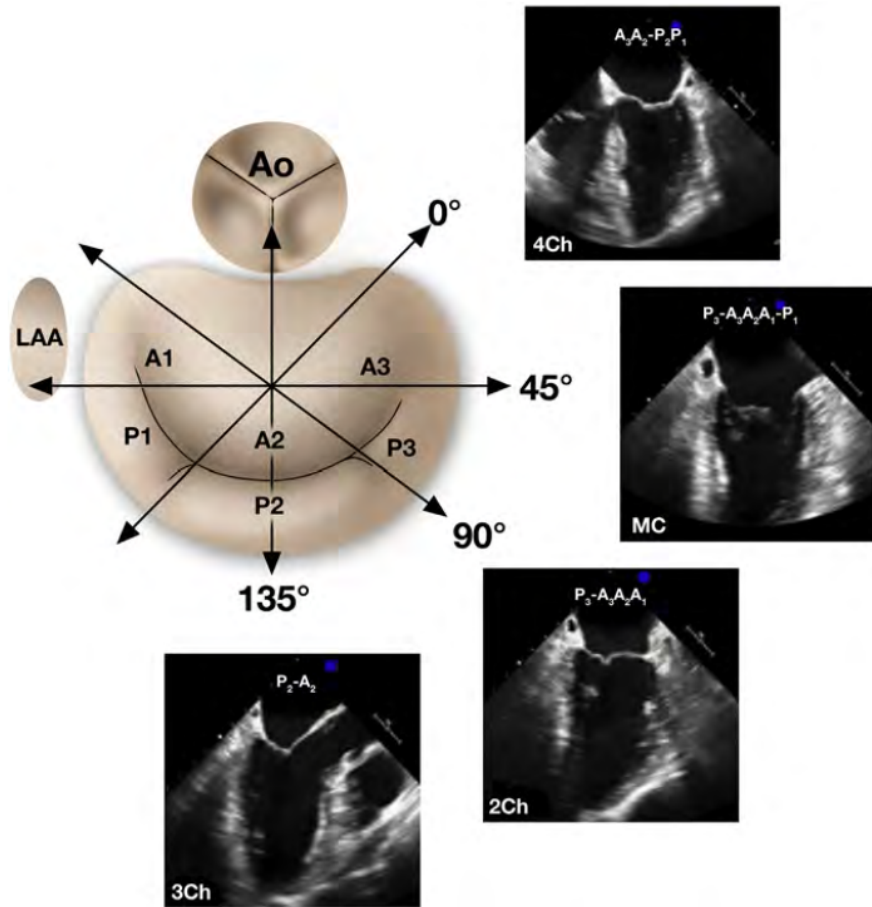 A₃A₂-P₂P₁
4Ch
Ao
0°
LAA
A1
A3
45°
P1
A2
P3
P2
90°
135°
P₃-A₃A₂A₁-P₁
MC
P₃-A₃A₂A₁
2Ch
P₂-A₂
3Ch